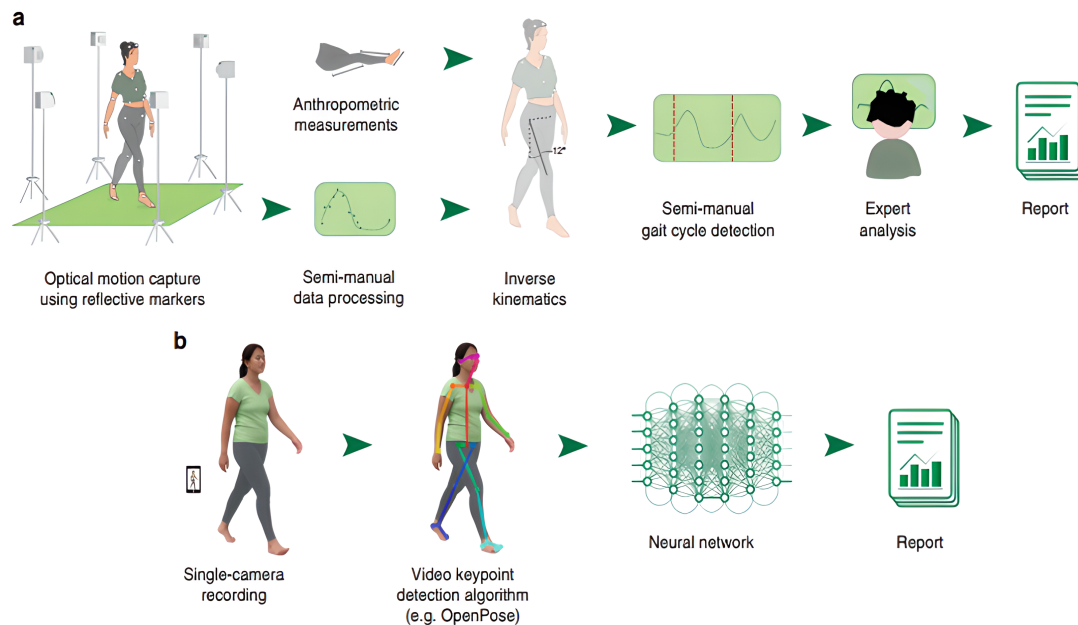 a
Anthropometric
measurements
12°
Optical motion capture
using reflective markers
Semi-manual
data processing
Inverse
kinematics
Semi-manual
gait cycle detection
Expert
analysis
Report
b
Single-camera
recording
Video keypoint
detection algorithm
(e.g. OpenPose)
Neural network
Report